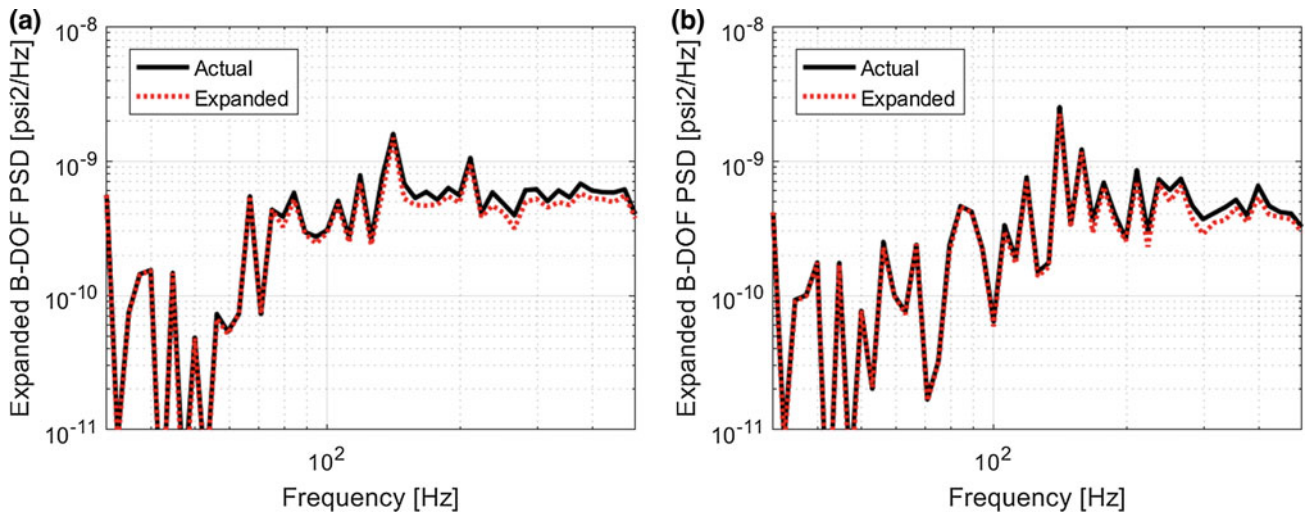 (a)
Expanded B-DOF PSD [psi2/Hz]
10^-8
10^-9
10^-10
10^-11
Actual
Expanded
10^2
Frequency [Hz]
(b)
Expanded B-DOF PSD [psi2/Hz]
10^-8
10^-9
10^-10
10^-11
Actual
Expanded
10^2
Frequency [Hz]